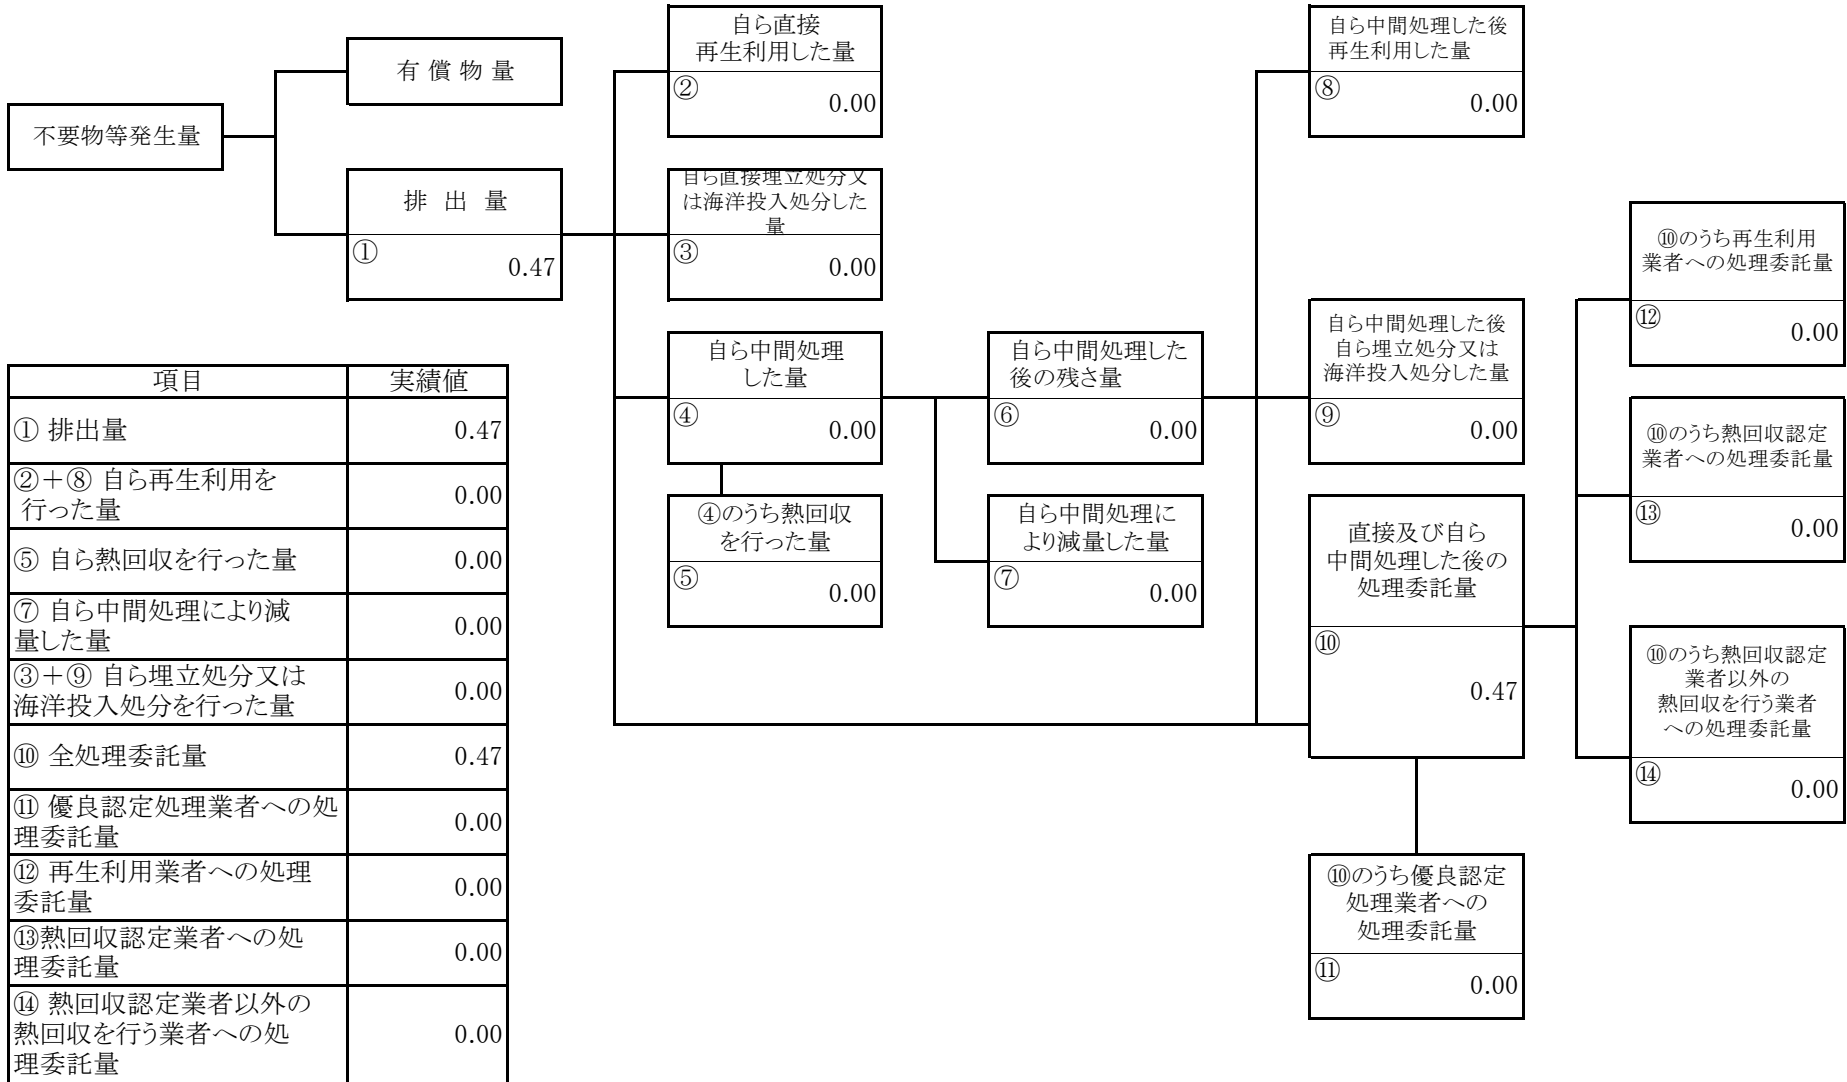 不要物等発生量
有 償 物 量
排 出 量
①
0.47
自ら直接
再生利用した量
②
0.00
自ら直接埋立処分又
は海洋投入処分した
量
③
0.00
自ら中間処理
した量
④
0.00
④のうち熱回収
を行った量
⑤
0.00
自ら中間処理した
後の残さ量
⑥
0.00
自ら中間処理に
より減量した量
⑦
0.00
自ら中間処理した後
再生利用した量
⑧
0.00
自ら中間処理した後
自ら埋立処分又は
海洋投入処分した量
⑨
0.00
直接及び自ら
中間処理した後の
処理委託量
⑩
0.47
⑩のうち優良認定
処理業者への
処理委託量
⑪
0.00
⑩のうち再生利用
業者への処理委託量
⑫
0.00
⑩のうち熱回収認定
業者への処理委託量
⑬
0.00
⑩のうち熱回収認定
業者以外の
熱回収を行う業者
への処理委託量
⑭
0.00
項目 実績値
① 排出量 0.47
②+⑧ 自ら再生利用を
行った量 0.00
⑤ 自ら熱回収を行った量 0.00
⑦ 自ら中間処理により減
量した量 0.00
③+⑨ 自ら埋立処分又は
海洋投入処分を行った量 0.00
⑩ 全処理委託量 0.47
⑪ 優良認定処理業者への処
理委託量 0.00
⑫ 再生利用業者への処理
委託量 0.00
⑬熱回収認定業者への処
理委託量 0.00
⑭ 熱回収認定業者以外の
熱回収を行う業者への処
理委託量 0.00